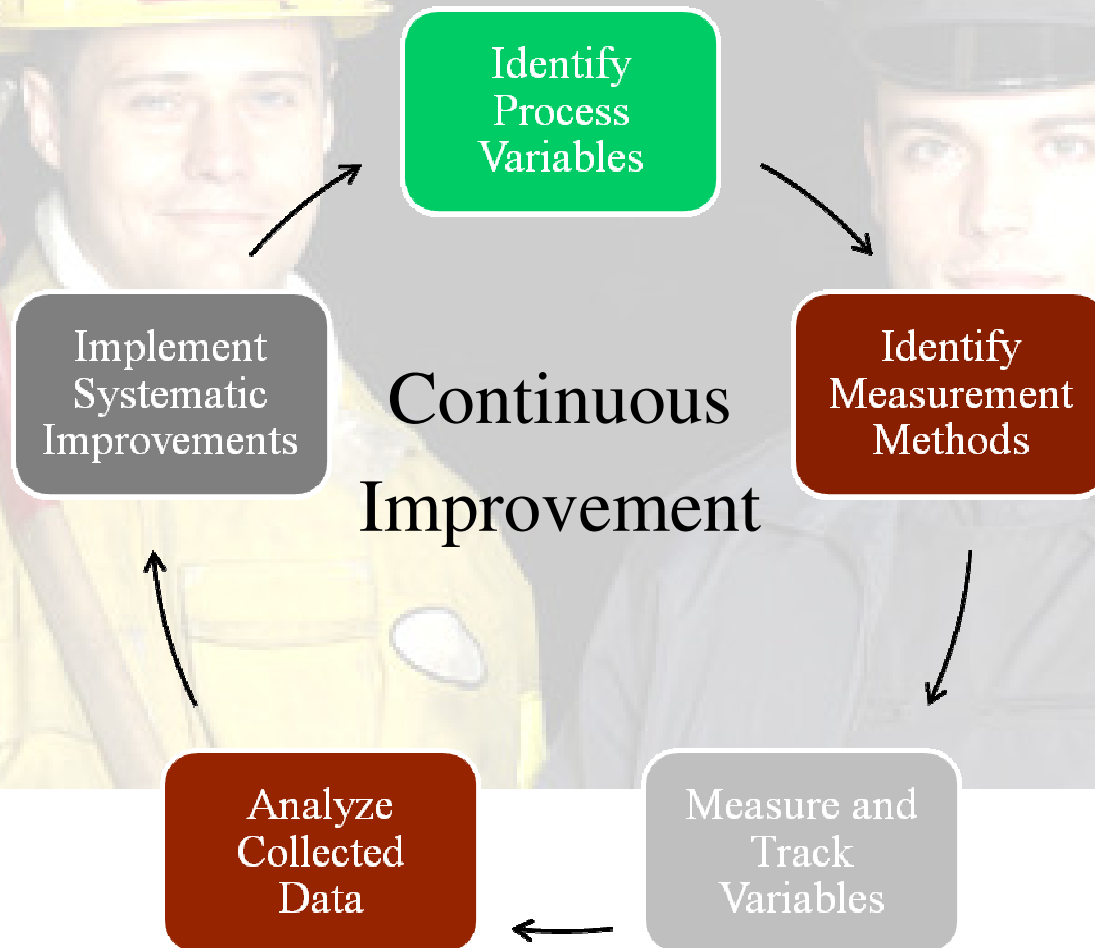 Identify
Process
Variables
Identify
Measurement
Methods
Measure and
Track
Variables
Analyze
Collected
Data
Implement
Systematic
Improvements
Continuous
Improvement